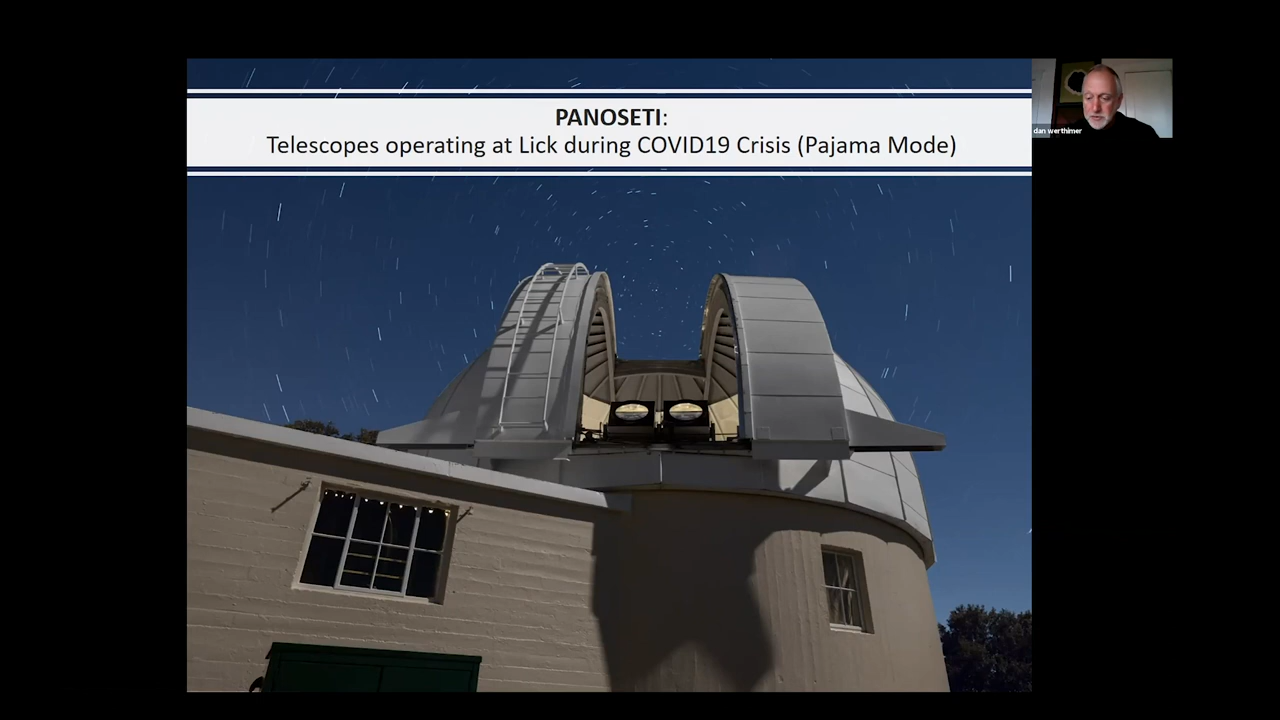 PANOSETI:
Telescopes operating at Lick during COVID19 Crisis (Pajama Mode)
dan werthimer